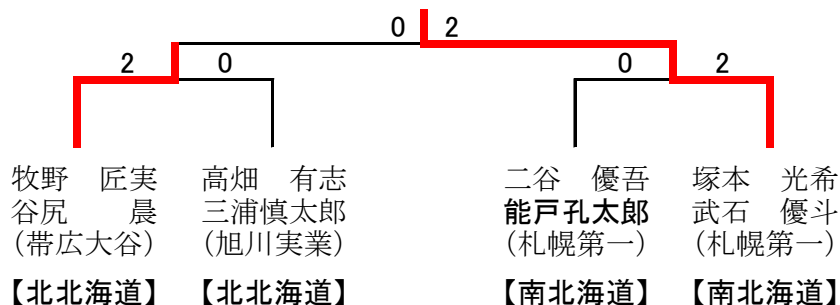 0 2
2 0 0 2
牧野　匠実 高畑　有志 二谷　優吾 塚本　光希
谷尻　　晨 三浦慎太郎 能戸孔太郎 武石　優斗
(帯広大谷) (旭川実業) (札幌第一) (札幌第一)
【北北海道】 【北北海道】 【南北海道】 【南北海道】